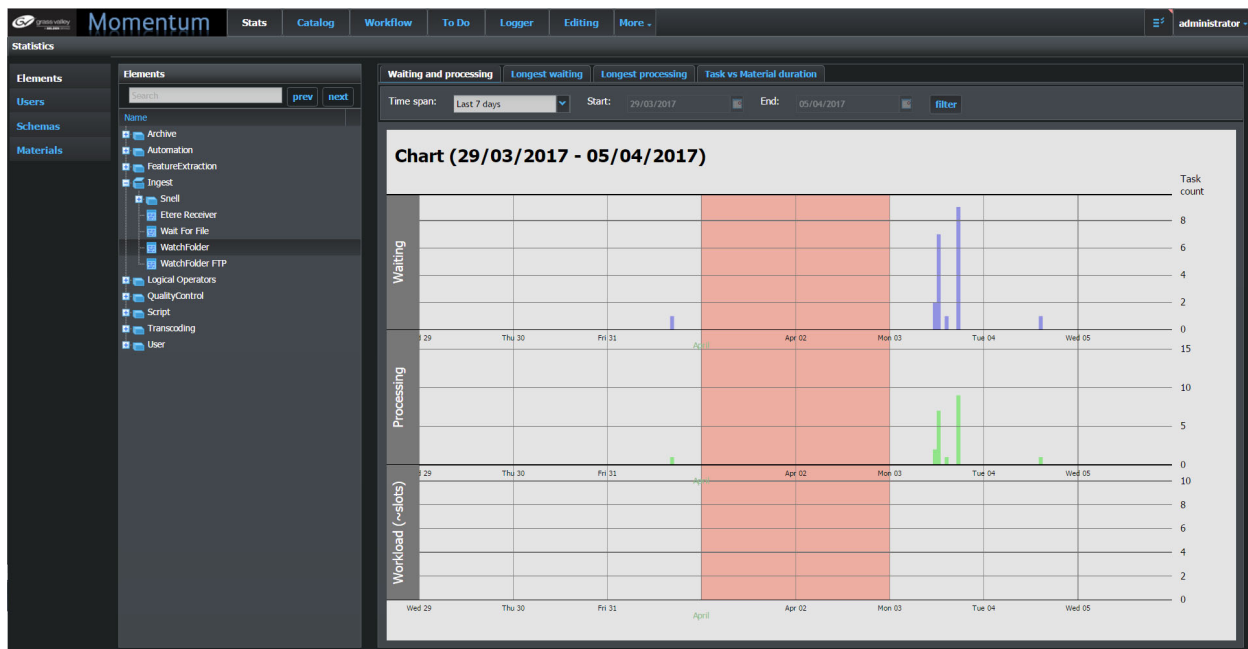 GV grass valley Momentum Stats Catalog Workflow To Do Logger Editing More administrator
Statistics
Elements
Users
Schemas
Materials
Elements
Search prev next
Name
Archive
Automation
FeatureExtraction
Ingest
Snell
Etere Receiver
Wait For File
WatchFolder
WatchFolder FTP
Logical Operators
QualityControl
Script
Transcoding
User
Waiting and processing Longest waiting Longest processing Task vs Material duration
Time span: Last 7 days Start: 29/03/2017 End: 05/04/2017 filter
Chart (29/03/2017 - 05/04/2017)
Task
count
Waiting
8
6
4
2
0
d 29 Thu 30 Fri 31 April Apr 02 Mon 03 Tue 04 Wed 05
Processing
15
10
5
0
d 29 Thu 30 Fri 31 April Apr 02 Mon 03 Tue 04 Wed 05
Workload (~slots)
10
8
6
4
2
0
Wed 29 Thu 30 Fri 31 April Apr 02 Mon 03 Tue 04 Wed 05